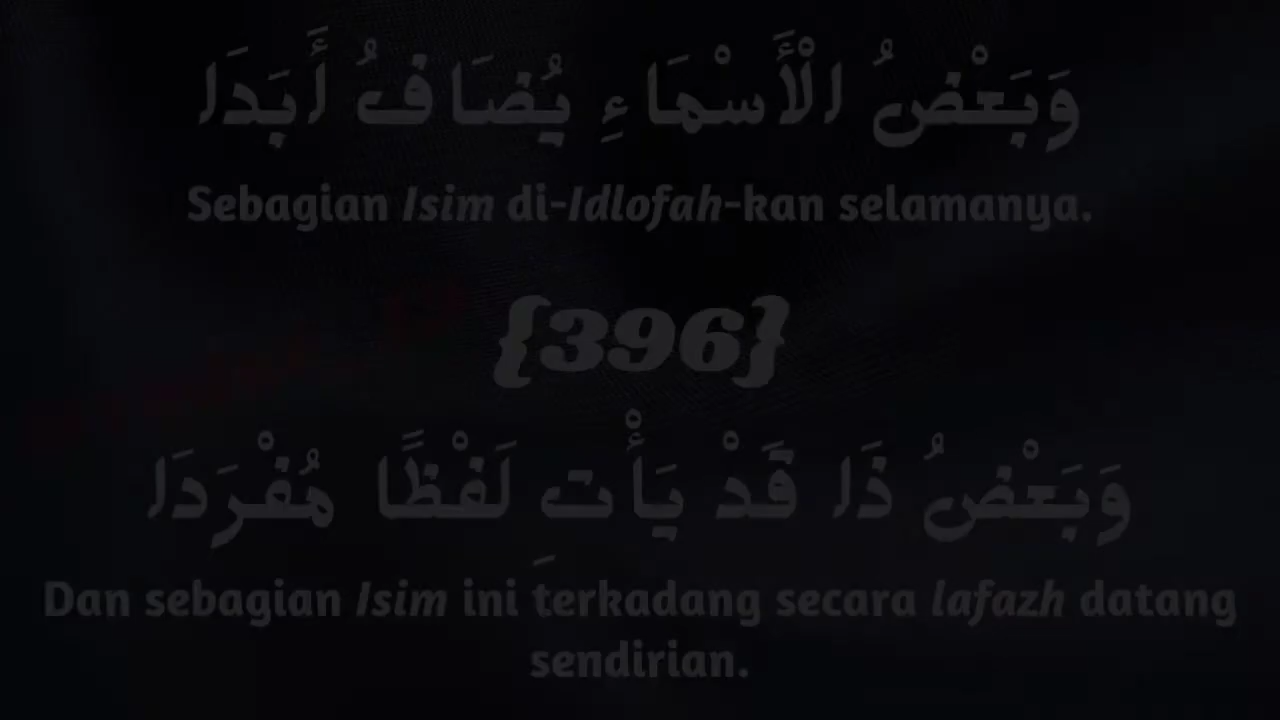 وَبَعْضُ الْأَسْمَاءِ يُضَافُ أَبَدَا
Sebagian Isim di-Idlofah-kan selamanya.
{396}
وَبَعْضُ ذَا قَدْ يَأْتِ لَفْظًا مُفْرَدَا
Dan sebagian Isim ini terkadang secara lafazh datang
sendirian.